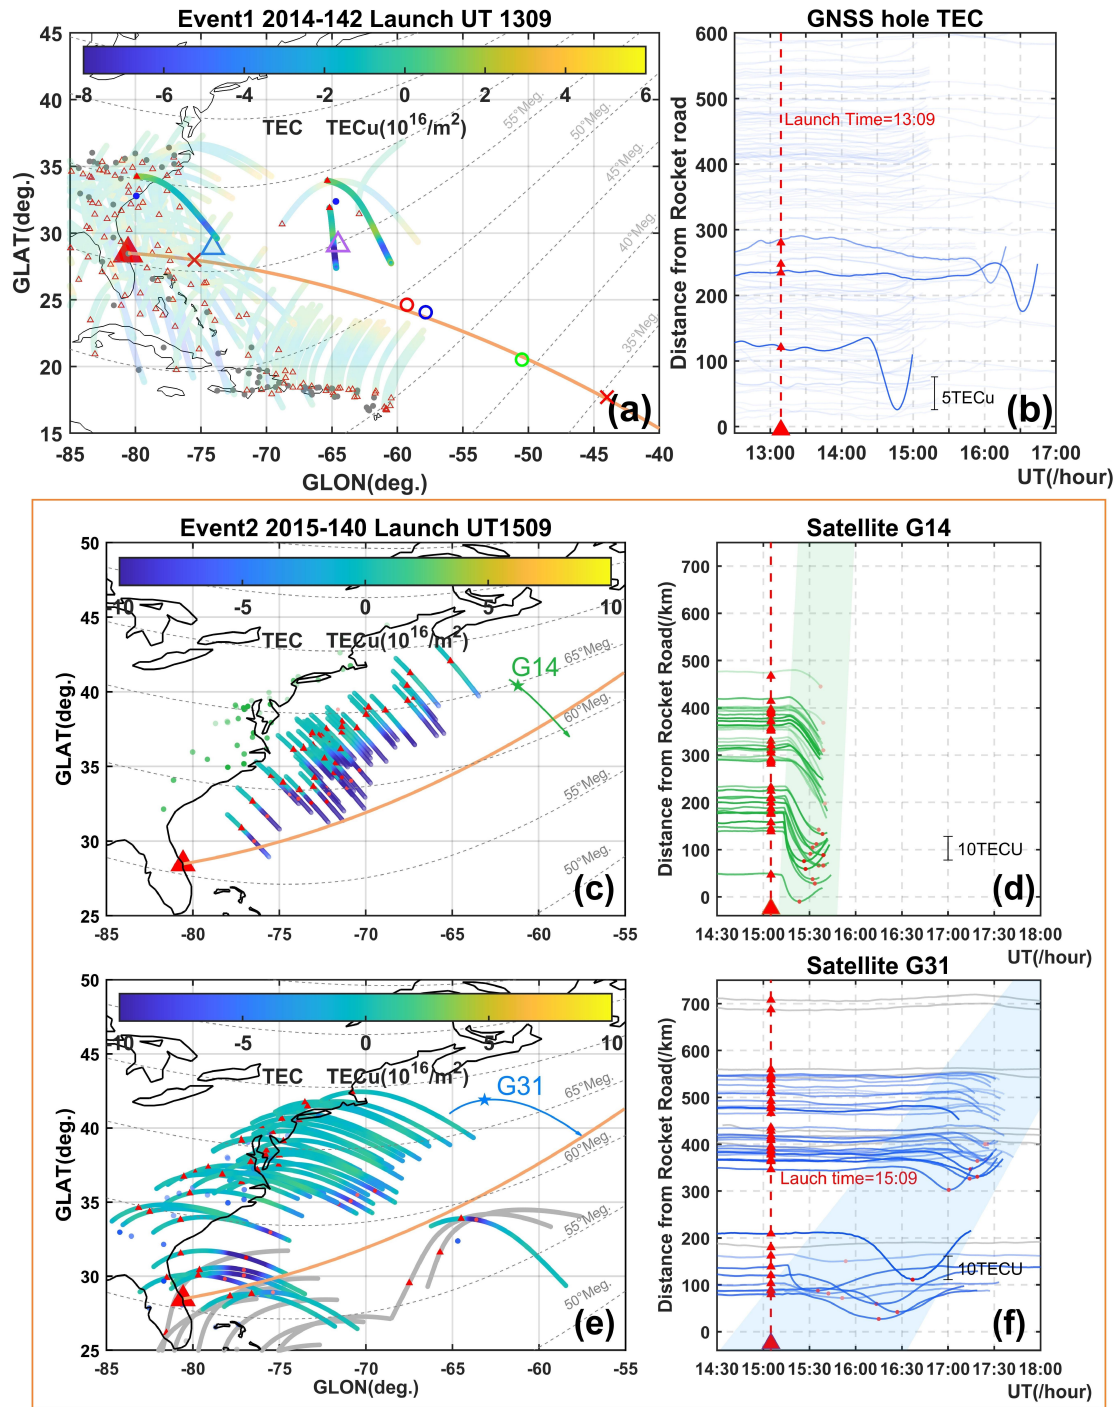 Event1 2014-142 Launch UT 1309
GNSS hole TEC
45
40
35
30
25
20
15
GLAT(deg.)
-8 -6 -4 -2 0 2 4 6
TEC TECu(10¹⁶/m²)
55°Meg.
50°Meg.
45°Meg.
40°Meg.
35°Meg.
(a)
-85 -80 -75 -70 -65 -60 -55 -50 -45 -40
GLON(deg.)
Distance from Rocket road
600
500
400
300
200
100
0
Launch Time=13:09
5TECu
(b)
13:00 14:00 15:00 16:00 17:00
UT(/hour)
Event2 2015-140 Launch UT1509
Satellite G14
50
45
40
35
30
25
GLAT(deg.)
-10 -5 0 5 10
TEC TECu(10¹⁶/m²)
G14
65°Meg.
60°Meg.
55°Meg.
50°Meg.
(c)
-85 -80 -75 -70 -65 -60 -55
Distance from Rocket Road(/km)
700
600
500
400
300
200
100
0
10TECU
(d)
14:30 15:00 15:30 16:00 16:30 17:00 17:30 18:00
UT(/hour)
Satellite G31
50
45
40
35
30
25
GLAT(deg.)
-10 -5 0 5 10
TEC TECu(10¹⁶/m²)
G31
65°Meg.
60°Meg.
55°Meg.
50°Meg.
(e)
-85 -80 -75 -70 -65 -60 -55
GLON(deg.)
Distance from Rocket Road(/km)
700
600
500
400
300
200
100
0
Lauch time=15:09
10TECU
(f)
14:30 15:00 15:30 16:00 16:30 17:00 17:30 18:00
UT(/hour)